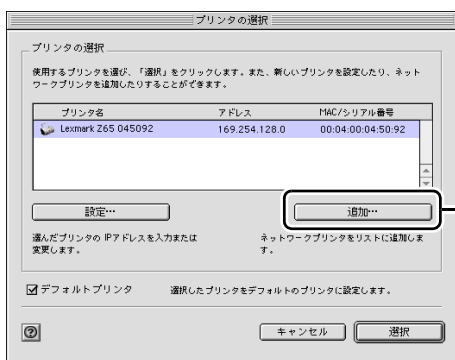 プリンタの選択
プリンタの選択
使用するプリンタを選び、「選択」をクリックします。また、新しいプリンタを設定したり、ネット
ワークプリンタを追加したりすることができます。
プリンタ名 アドレス MAC/シリアル番号
Lexmark Z65 045092 169.254.128.0 00:04:00:04:50:92
設定… 追加…
選んだプリンタの IPアドレスを入力または
変更します。
ネットワークプリンタをリストに追加しま
す。
デフォルトプリンタ 選択したプリンタをデフォルトのプリンタに設定します。
? キャンセル 選択